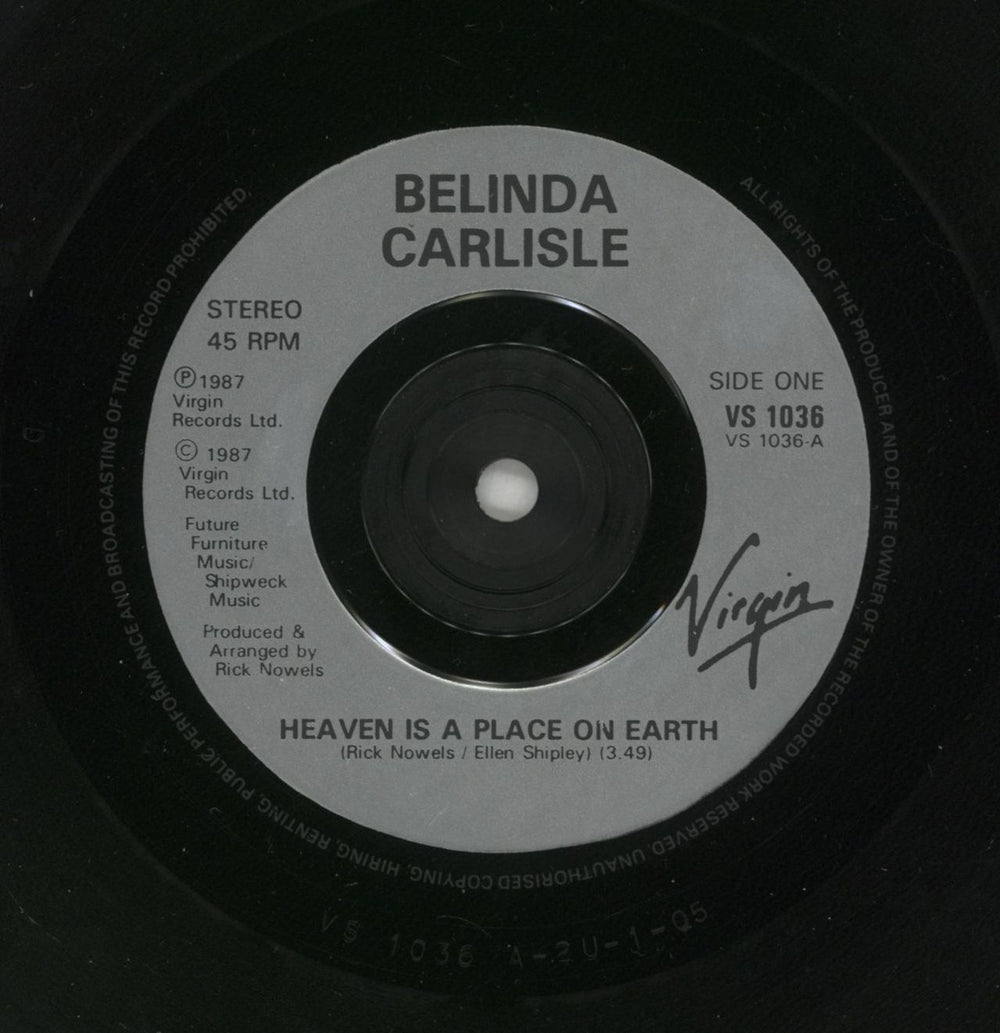 BELINDA
CARLISLE
STEREO
45 RPM
Ⓟ 1987
Virgin
Records Ltd.
© 1987
Virgin
Records Ltd.
Future
Furniture
Music/
Shipweck
Music
Produced &
Arranged by
Rick Nowels
SIDE ONE
VS 1036
VS 1036-A
Virgin
HEAVEN IS A PLACE ON EARTH
(Rick Nowels / Ellen Shipley) (3.49)
ALL RIGHTS OF THE PRODUCER AND OF THE OWNER OF THE RECORDED WORK RESERVED. UNAUTHORISED COPYING, HIRING, RENTING, PUBLIC PERFORMANCE AND BROADCASTING OF THIS RECORD PROHIBITED.
VS 1036 A-2U-1-Q5